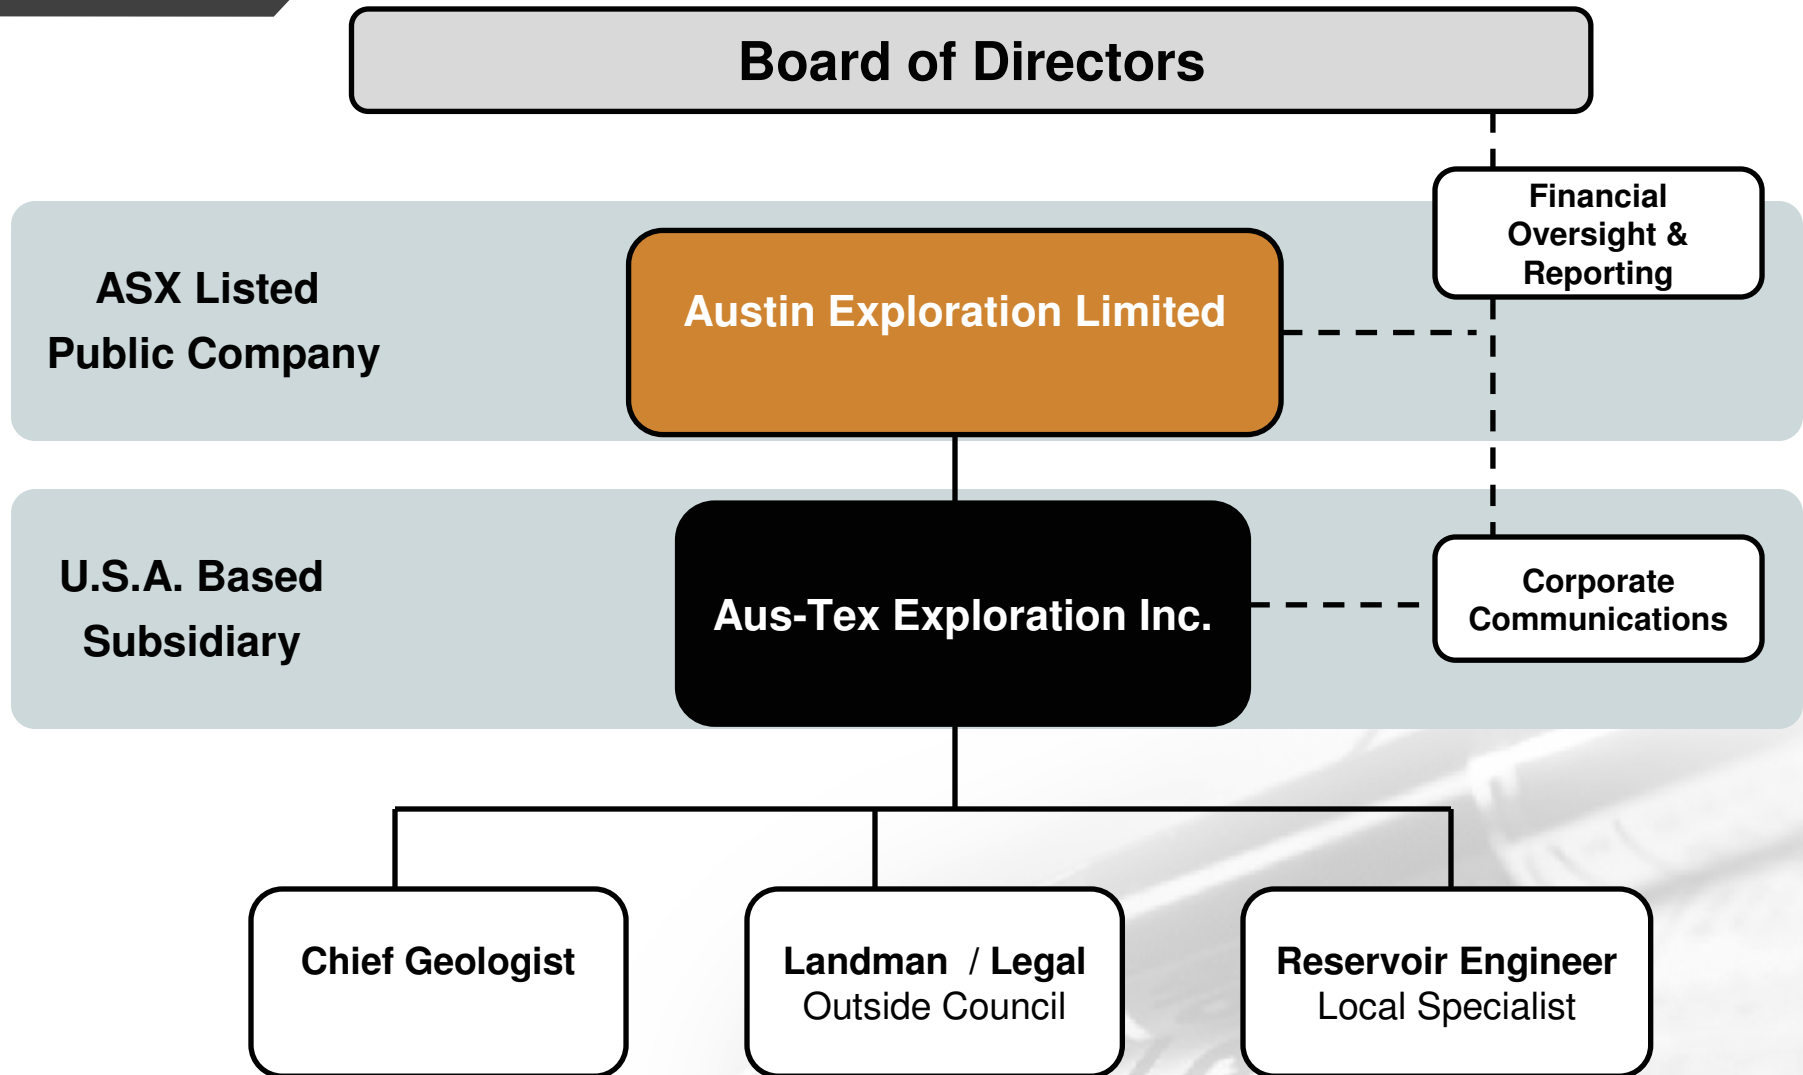 Board of Directors
Financial
Oversight &
Reporting
ASX Listed
Public Company
Austin Exploration Limited
U.S.A. Based
Subsidiary
Aus-Tex Exploration Inc.
Corporate
Communications
Chief Geologist
Landman / Legal
Outside Council
Reservoir Engineer
Local Specialist